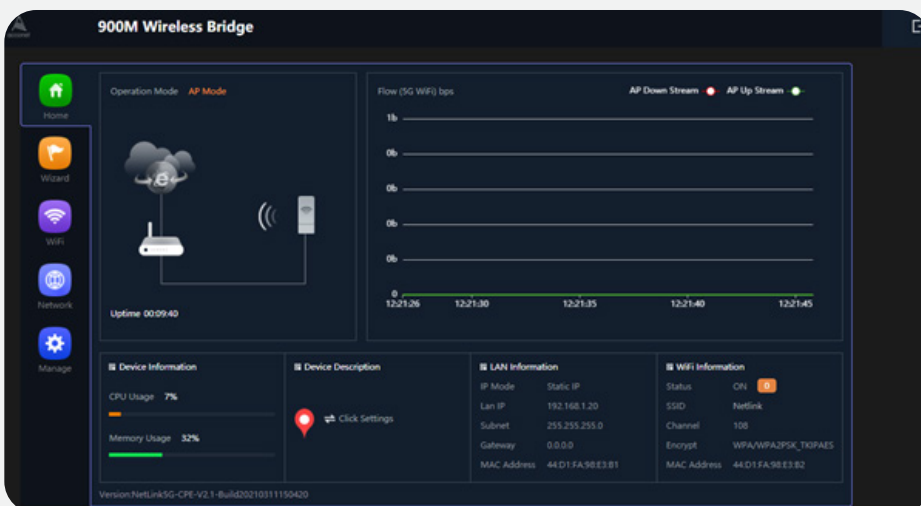 900M Wireless Bridge
Home
Wizard
WiFi
Network
Manage
Operation Mode AP Mode
Uptime 00:09:40
Flow (5G WiFi) bps
AP Down Stream AP Up Stream
1b
0b
0b
0b
0b
0
12:21:26 12:21:30 12:21:35 12:21:40 12:21:45
Device Information
CPU Usage 7%
Memory Usage 32%
Device Description
Click Settings
LAN Information
IP Mode Static IP
Lan IP 192.168.1.20
Subnet 255.255.255.0
Gateway 0.0.0.0
MAC Address 44:D1:FA:98:E3:81
WiFi Information
Status ON 0
SSID Netlink
Channel 108
Encrypt WPA/WPA2PSK_TKIPAES
MAC Address 44:D1:FA:98:E3:82
Version:NetLink5G-CPE-V2.1-Build20210311150420